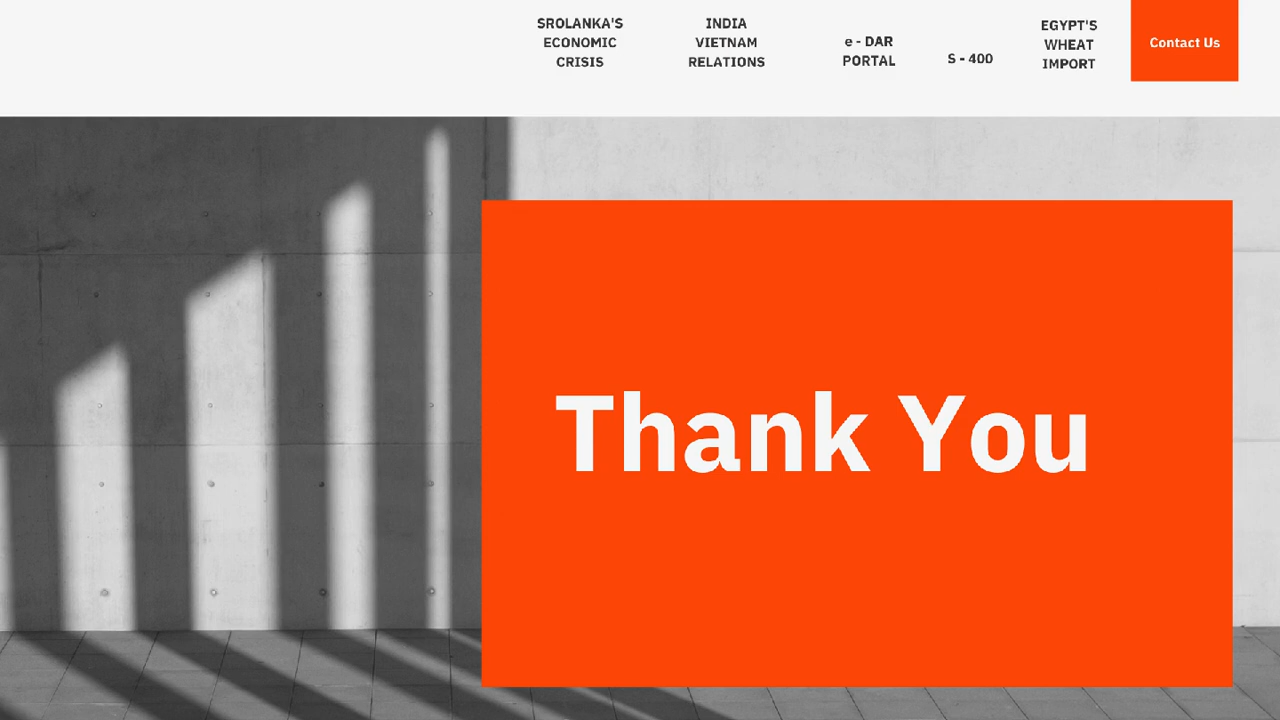 SROLANKA'S
ECONOMIC
CRISIS
INDIA
VIETNAM
RELATIONS
e - DAR
PORTAL
S - 400
EGYPT'S
WHEAT
IMPORT
Contact Us
Thank You